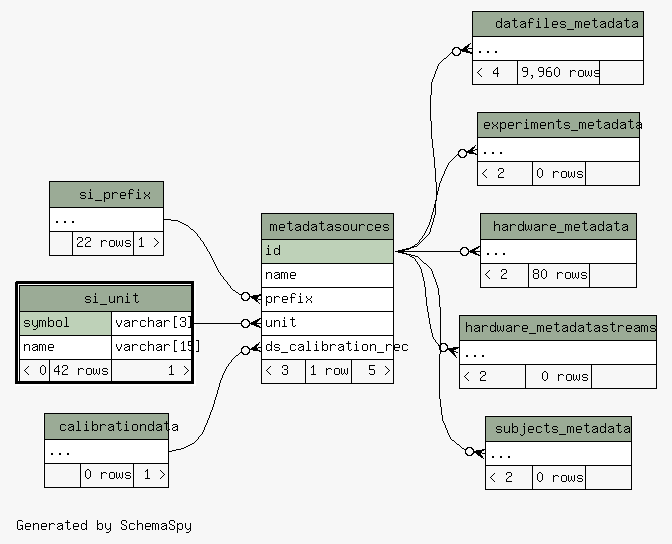 datafiles_metadata
...
< 4 9,960 rows
experiments_metadata
...
< 2 0 rows
si_prefix
...
22 rows 1 >
metadatasources
id
name
prefix
unit
ds_calibration_rec
< 3 1 row 5 >
hardware_metadata
...
< 2 80 rows
si_unit
symbol varchar[3]
name varchar[15]
< 0 42 rows 1 >
hardware_metadatastreams
...
< 2 0 rows
calibrationdata
...
0 rows 1 >
subjects_metadata
...
< 2 0 rows
Generated by SchemaSpy